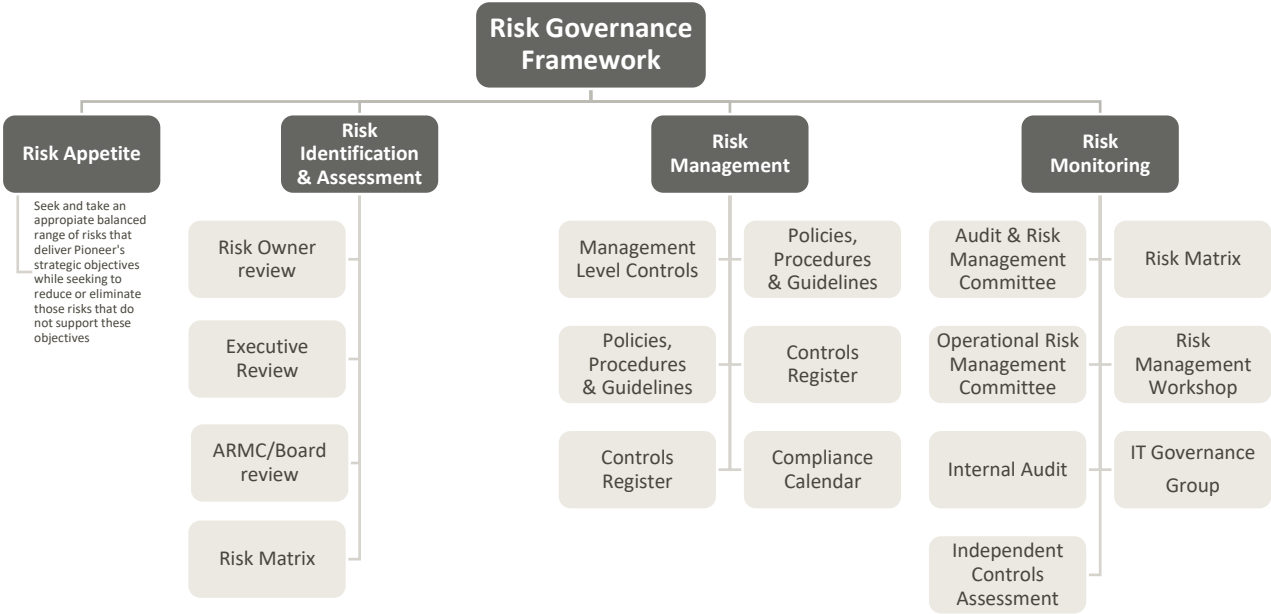 Risk Governance
Framework
Risk Appetite
Seek and take an
appropiate balanced
range of risks that
deliver Pioneer's
strategic objectives
while seeking to
reduce or eliminate
those risks that do
not support these
objectives
Risk
Identification
& Assessment
Risk Owner
review
Executive
Review
ARMC/Board
review
Risk Matrix
Risk
Management
Management
Level Controls
Policies,
Procedures
& Guidelines
Policies,
Procedures
& Guidelines
Controls
Register
Controls
Register
Compliance
Calendar
Risk
Monitoring
Audit & Risk
Management
Committee
Risk Matrix
Operational Risk
Management
Committee
Risk
Management
Workshop
Internal Audit
IT Governance
Group
Independent
Controls
Assessment